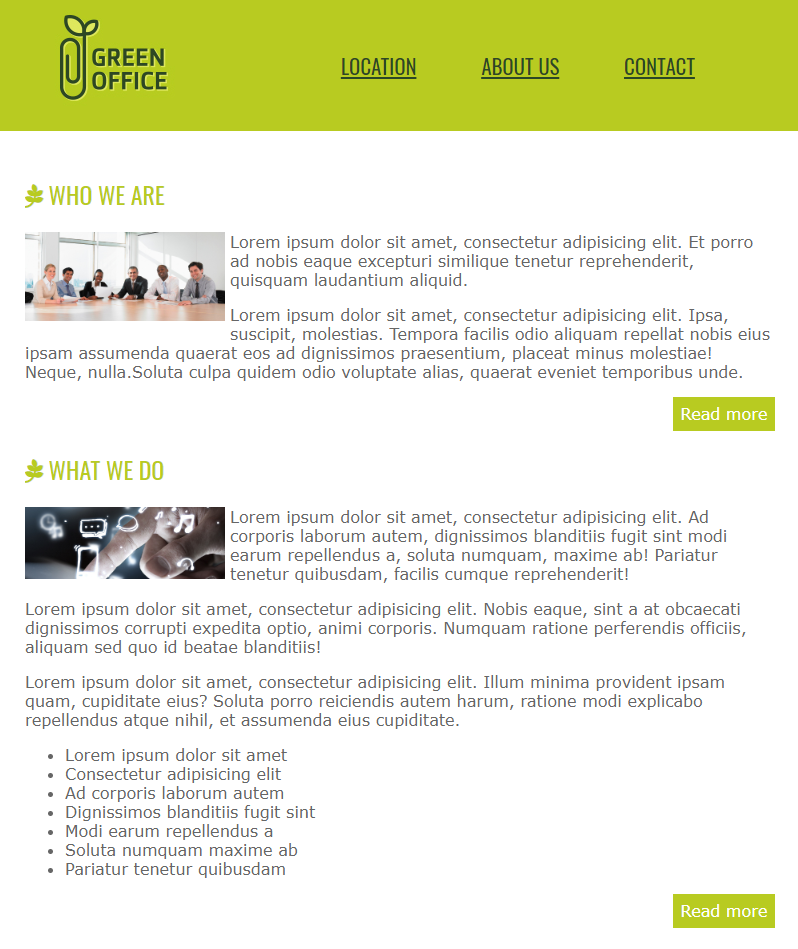 GREEN
OFFICE
LOCATION ABOUT US CONTACT
WHO WE ARE
Lorem ipsum dolor sit amet, consectetur adipisicing elit. Et porro
ad nobis eaque excepturi similique tenetur reprehenderit,
quisquam laudantium aliquid.
Lorem ipsum dolor sit amet, consectetur adipisicing elit. Ipsa,
suscipit, molestias. Tempora facilis odio aliquam repellat nobis eius
ipsam assumenda quaerat eos ad dignissimos praesentium, placeat minus molestiae!
Neque, nulla.Soluta culpa quidem odio voluptate alias, quaerat eveniet temporibus unde.
Read more
WHAT WE DO
Lorem ipsum dolor sit amet, consectetur adipisicing elit. Ad
corporis laborum autem, dignissimos blanditiis fugit sint modi
earum repellendus a, soluta numquam, maxime ab! Pariatur
tenetur quibusdam, facilis cumque reprehenderit!
Lorem ipsum dolor sit amet, consectetur adipisicing elit. Nobis eaque, sint a at obcaecati
dignissimos corrupti expedita optio, animi corporis. Numquam ratione perferendis officiis,
aliquam sed quo id beatae blanditiis!
Lorem ipsum dolor sit amet, consectetur adipisicing elit. Illum minima provident ipsam
quam, cupiditate eius? Soluta porro reiciendis autem harum, ratione modi explicabo
repellendus atque nihil, et assumenda eius cupiditate.
• Lorem ipsum dolor sit amet
• Consectetur adipisicing elit
• Ad corporis laborum autem
• Dignissimos blanditiis fugit sint
• Modi earum repellendus a
• Soluta numquam maxime ab
• Pariatur tenetur quibusdam
Read more